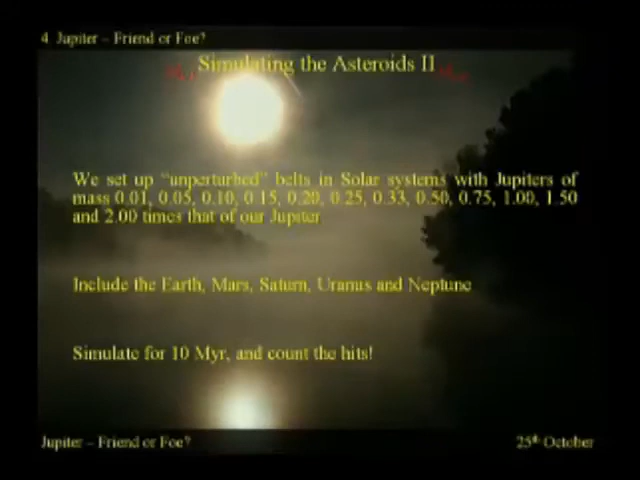 4 Jupiter – Friend or Foe?
Simulating the Asteroids II
We set up "unperturbed" belts in Solar systems with Jupiters of
mass 0.01, 0.05, 0.10, 0.15, 0.20, 0.25, 0.33, 0.50, 0.75, 1.00, 1.50
and 2.00 times that of our Jupiter
Include the Earth, Mars, Saturn, Uranus and Neptune
Simulate for 10 Myr, and count the hits!
Jupiter – Friend or Foe?
25th October